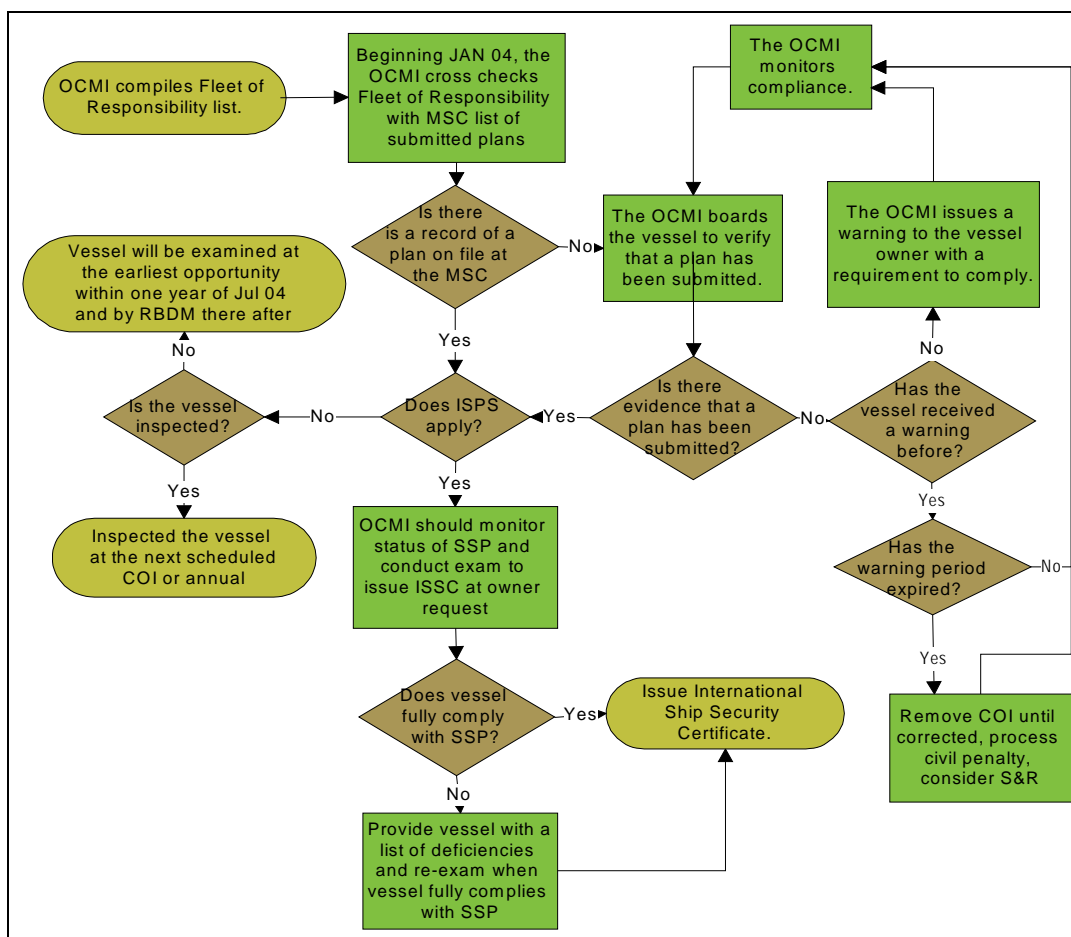 OCMI compiles Fleet of
Responsibility list.
Beginning JAN 04, the
OCMI cross checks
Fleet of Responsibility
with MSC list of
submitted plans
The OCMI
monitors
compliance.
Is there
is a record of a
plan on file at
the MSC
No
The OCMI boards
the vessel to verify
that a plan has
been submitted.
The OCMI issues a
warning to the vessel
owner with a
requirement to comply.
Vessel will be examined at
the earliest opportunity
within one year of Jul 04
and by RBDM there after
Yes
No
No
Is the vessel
inspected?
No
Does ISPS
apply?
Yes
Is there
evidence that a
plan has been
submitted?
No
Has the
vessel received
a warning
before?
Yes
Yes
Yes
Inspected the vessel
at the next scheduled
COI or annual
OCMI should monitor
status of SSP and
conduct exam to
issue ISSC at owner
request
Has the
warning period
expired?
No
Yes
Does vessel
fully comply
with SSP?
Yes
Issue International
Ship Security
Certificate.
Remove COI until
corrected, process
civil penalty,
consider S&R
No
Provide vessel with a
list of deficiencies
and re-exam when
vessel fully complies
with SSP